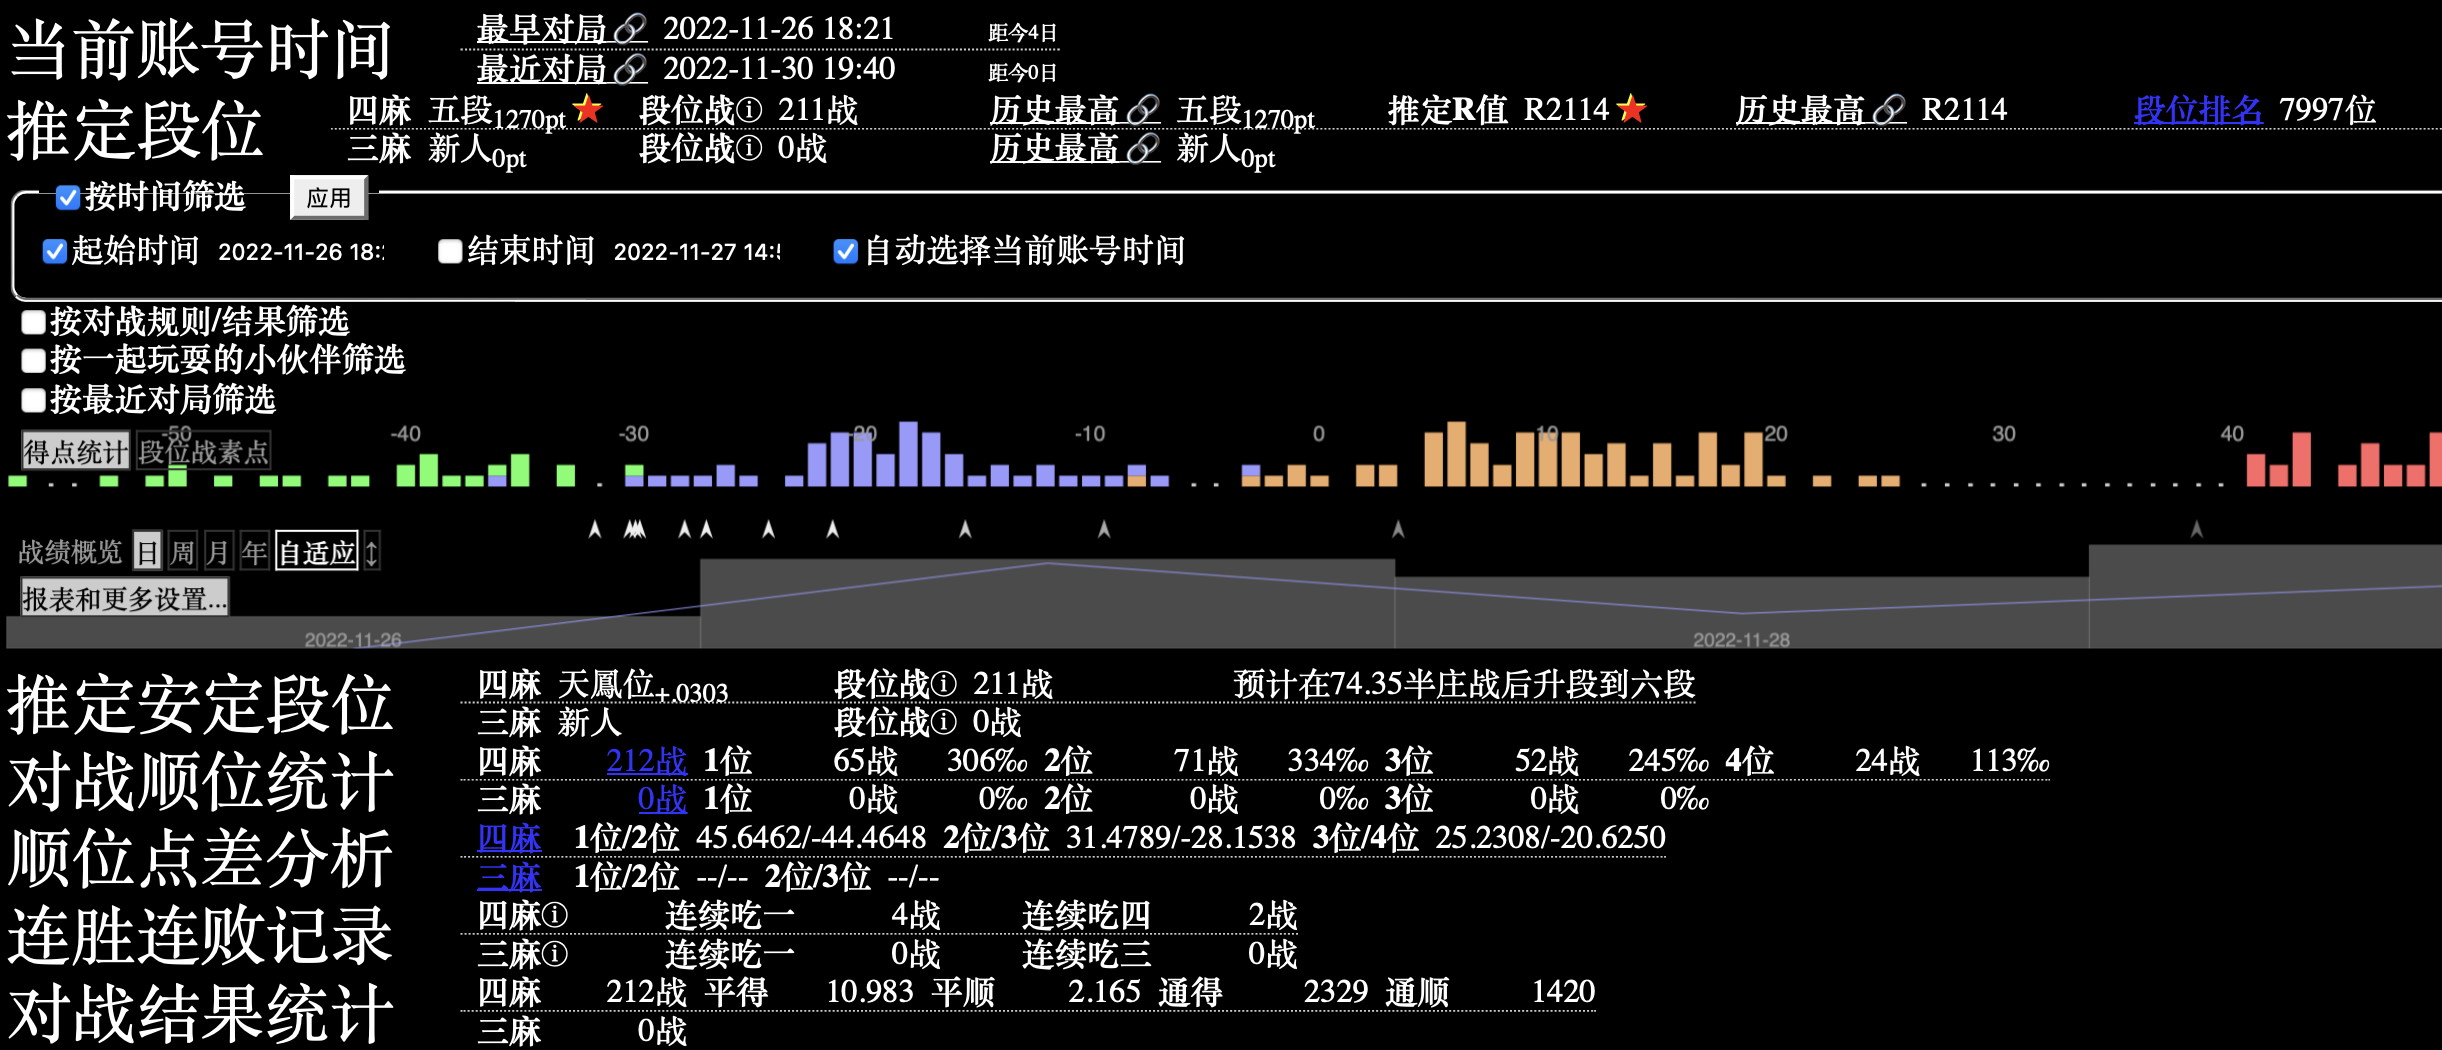 当前账号时间 最早对局🔗 2022-11-26 18:21 距今4日
最近对局🔗 2022-11-30 19:40 距今0日
推定段位 四麻 五段1270pt 段位战ⓘ 211战 历史最高🔗 五段1270pt 推定R值 R2114 历史最高🔗 R2114 段位排名 7997位
三麻 新人0pt 段位战ⓘ 0战 历史最高🔗 新人0pt
按时间筛选 应用
起始时间 2022-11-26 18: 结束时间 2022-11-27 14: 自动选择当前账号时间
按对战规则/结果筛选
按一起玩耍的小伙伴筛选
按最近对局筛选
-50 -40 -30 -20 -10 0 10 20 30 40
得点统计 段位战素点
战绩概览 日 周 月 年 自适应 ↕
报表和更多设置...
2022-11-26 2022-11-28
推定安定段位 四麻 天鳳位+.0303 段位战ⓘ 211战 预计在74.35半庄战后升段到六段
三麻 新人 段位战ⓘ 0战
对战顺位统计 四麻 212战 1位 65战 306‰ 2位 71战 334‰ 3位 52战 245‰ 4位 24战 113‰
三麻 0战 1位 0战 0‰ 2位 0战 0‰ 3位 0战 0‰
顺位点差分析 四麻 1位/2位 45.6462/-44.4648 2位/3位 31.4789/-28.1538 3位/4位 25.2308/-20.6250
三麻 1位/2位 --/-- 2位/3位 --/--
连胜连败记录 四麻ⓘ 连续吃一 4战 连续吃四 2战
三麻ⓘ 连续吃一 0战 连续吃三 0战
对战结果统计 四麻 212战 平得 10.983 平顺 2.165 通得 2329 通顺 1420
三麻 0战